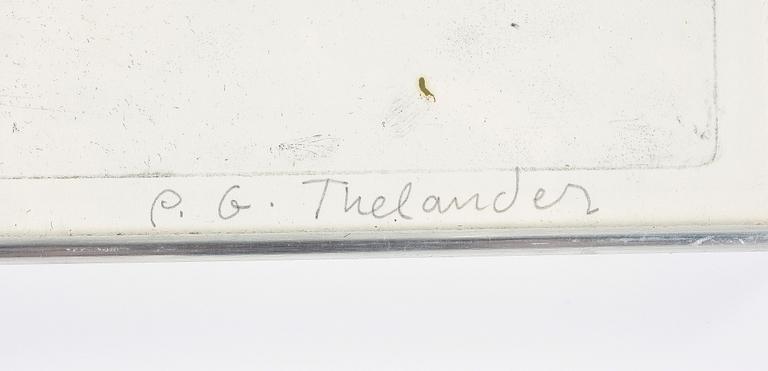 P. G. Thelander